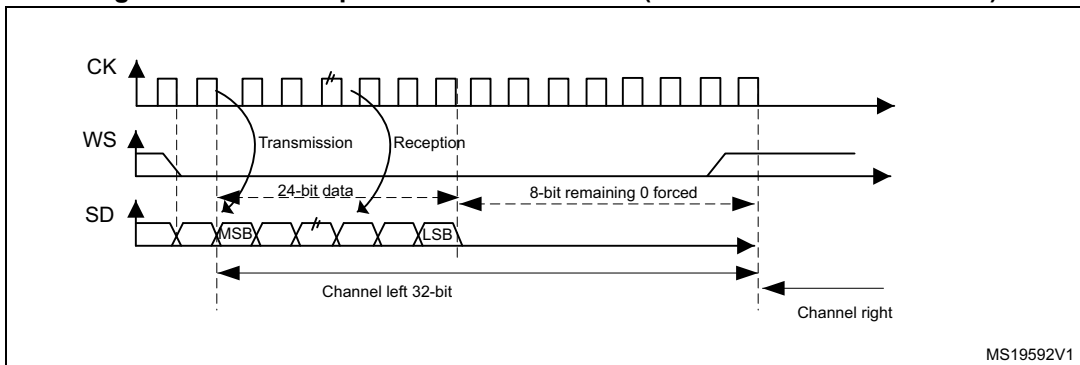 CK
WS
Transmission
Reception
24-bit data
8-bit remaining 0 forced
SD
MSB
LSB
Channel left 32-bit
Channel right
MS19592V1